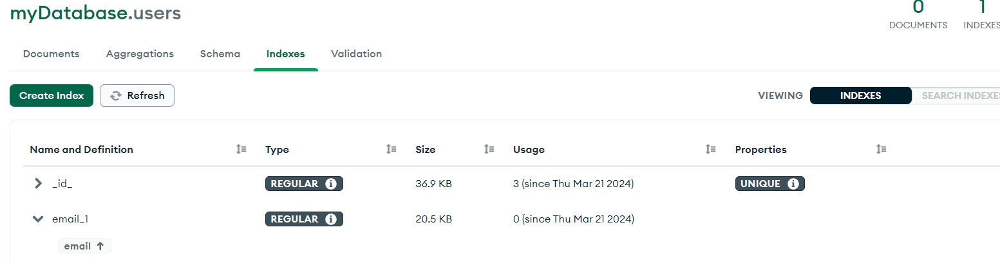 myDatabase.users
0 1
DOCUMENTS INDEXES
Documents Aggregations Schema Indexes Validation
Create Index Refresh VIEWING INDEXES SEARCH INDEXES
Name and Definition Type Size Usage Properties
_id_ REGULAR 36.9 KB 3 (since Thu Mar 21 2024) UNIQUE
email_1 REGULAR 20.5 KB 0 (since Thu Mar 21 2024)
email